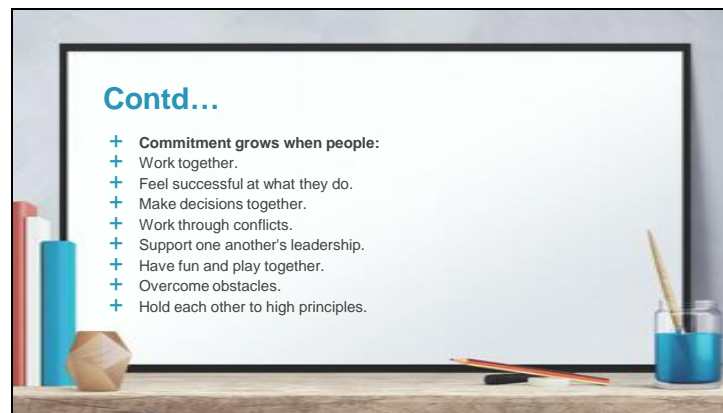 Contd…
+ Commitment grows when people:
+ Work together.
+ Feel successful at what they do.
+ Make decisions together.
+ Work through conflicts.
+ Support one another's leadership.
+ Have fun and play together.
+ Overcome obstacles.
+ Hold each other to high principles.